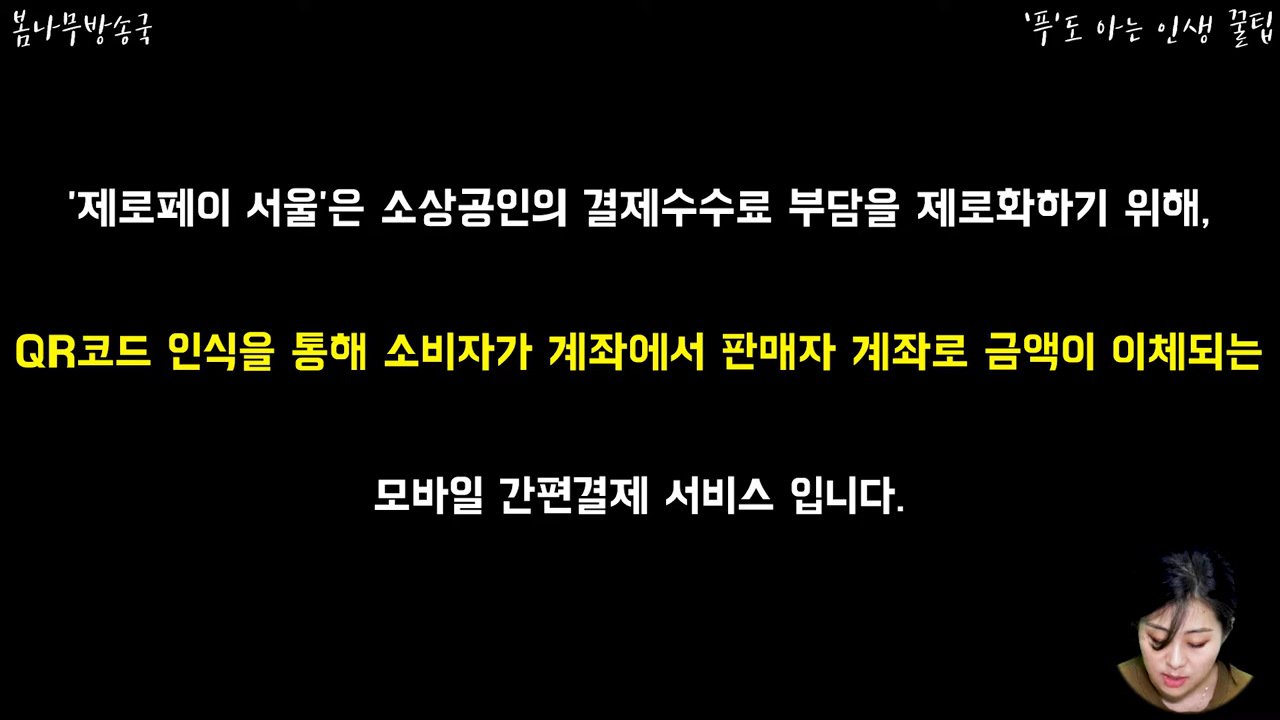 봄나무방송국
'푸'도 아는 인생 꿀팁
'제로페이 서울'은 소상공인의 결제수수료 부담을 제로화하기 위해,
QR코드 인식을 통해 소비자가 계좌에서 판매자 계좌로 금액이 이체되는
모바일 간편결제 서비스 입니다.